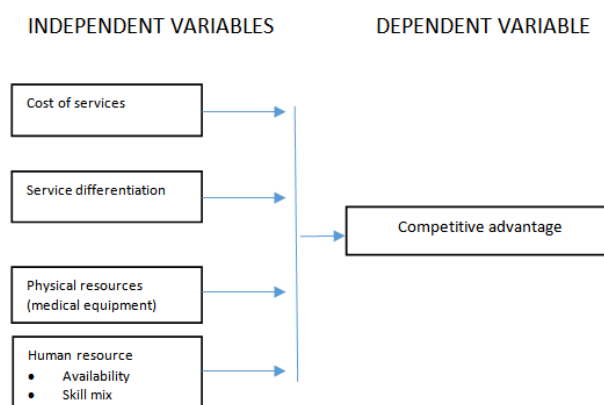 INDEPENDENT VARIABLES
DEPENDENT VARIABLE
Cost of services
Service differentiation
Competitive advantage
Physical resources
(medical equipment)
Human resource
• Availability
• Skill mix